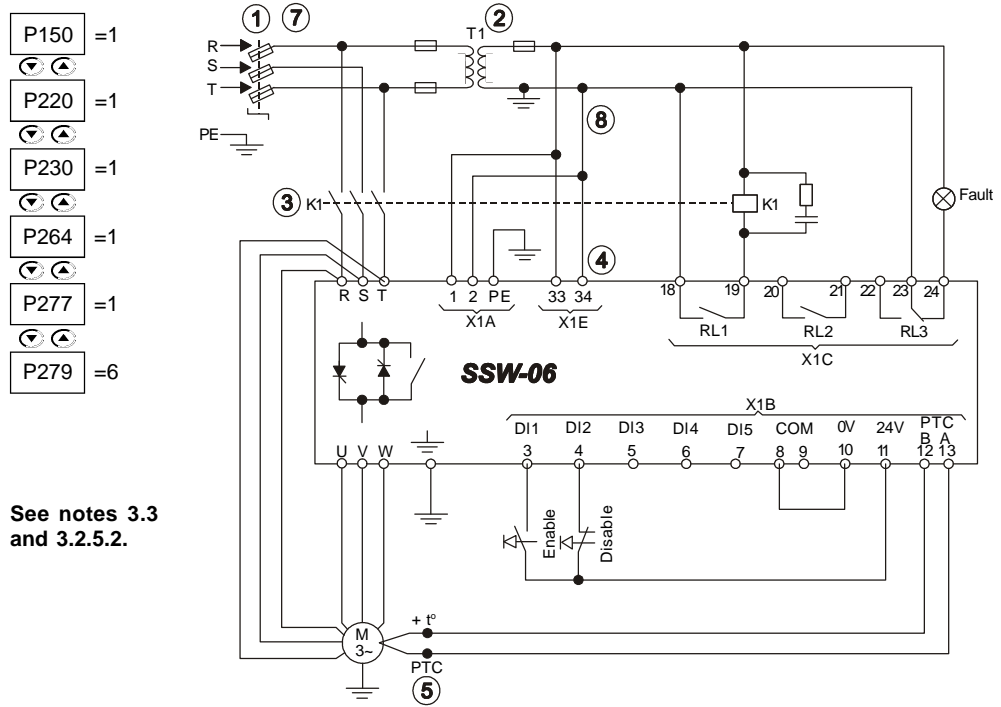 P150 =1
P220 =1
P230 =1
P264 =1
P277 =1
P279 =6
See notes 3.3
and 3.2.5.2.
1 7 T1 2
R
S
T
PE
8
3 K1 K1 Fault
4
R S T 1 2 PE 33 34 18 19 20 21 22 23 24
X1A X1E RL1 RL2 RL3
X1C
SSW-06
X1B
DI1 DI2 DI3 DI4 DI5 COM 0V 24V PTC
B A
U V W 3 4 5 6 7 8 9 10 11 12 13
Enable
Disable
M
3~
+ t°
PTC
5